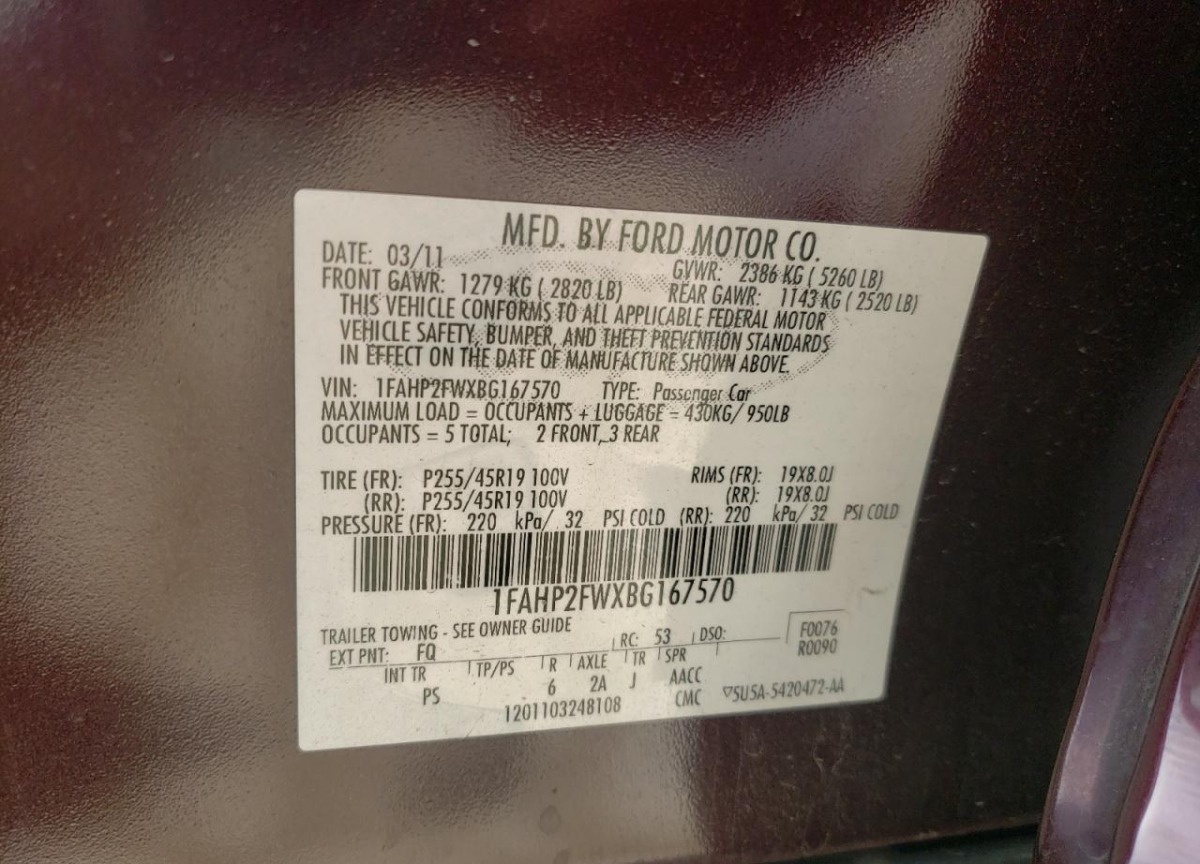 MFD. BY FORD MOTOR CO.
DATE: 03/11 GVWR: 2386 KG ( 5260 LB)
FRONT GAWR: 1279 KG ( 2820 LB) REAR GAWR: 1143 KG ( 2520 LB)
THIS VEHICLE CONFORMS TO ALL APPLICABLE FEDERAL MOTOR
VEHICLE SAFETY, BUMPER, AND THEFT PREVENTION STANDARDS
IN EFFECT ON THE DATE OF MANUFACTURE SHOWN ABOVE.
VIN: 1FAHP2FWXBG167570 TYPE: Passenger Car
MAXIMUM LOAD = OCCUPANTS + LUGGAGE = 430KG/ 950LB
OCCUPANTS = 5 TOTAL; 2 FRONT, 3 REAR
TIRE (FR): P255/45R19 100V RIMS (FR): 19X8.0J
(RR): P255/45R19 100V (RR): 19X8.0J
PRESSURE (FR): 220 kPa/ 32 PSI COLD (RR): 220 kPa/ 32 PSI COLD
1FAHP2FWXBG167570
TRAILER TOWING - SEE OWNER GUIDE
EXT PNT: FQ RC: 53 DSO: F0076
R0090
INT TR TP/PS R AXLE TR SPR
PS 6 2A J AACC
1201103248108 CMC ▽5U5A-5420472-AA